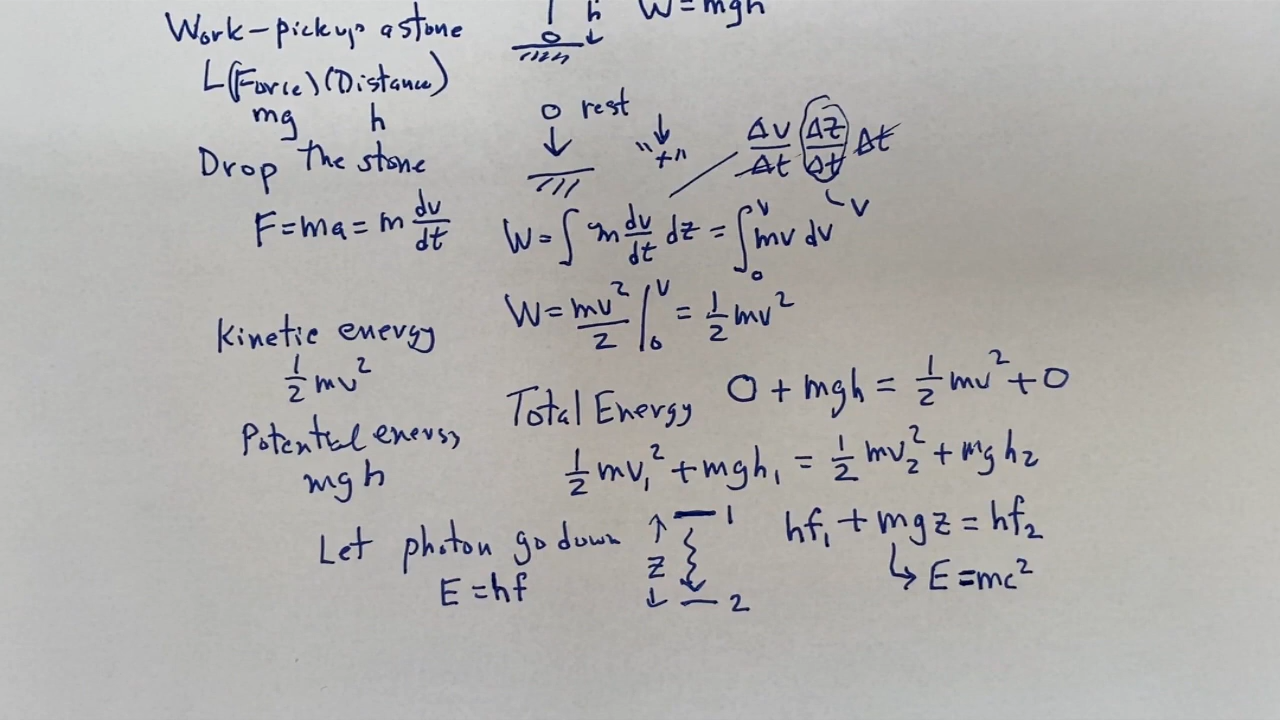 Work - pick up a stone   h   W = mgh
L(Force)(Distance)
mg   h
o rest
"+"   Δv/Δt Δz/Δt Δt
v
Drop the stone
F = ma = m dv/dt   W = ∫ m dv/dt dz = ∫₀ᵛ mv dv
W = mv²/2 |₀ᵛ = ½ mv²
Kinetic energy
½ mv²
Total Energy   0 + mgh = ½ mv² + 0
Potential energy
mgh
½ mv₁² + mgh₁ = ½ mv₂² + mgh₂
Let photon go down   z   1   2   hf₁ + mgz = hf₂
E = hf   ↳ E = mc²